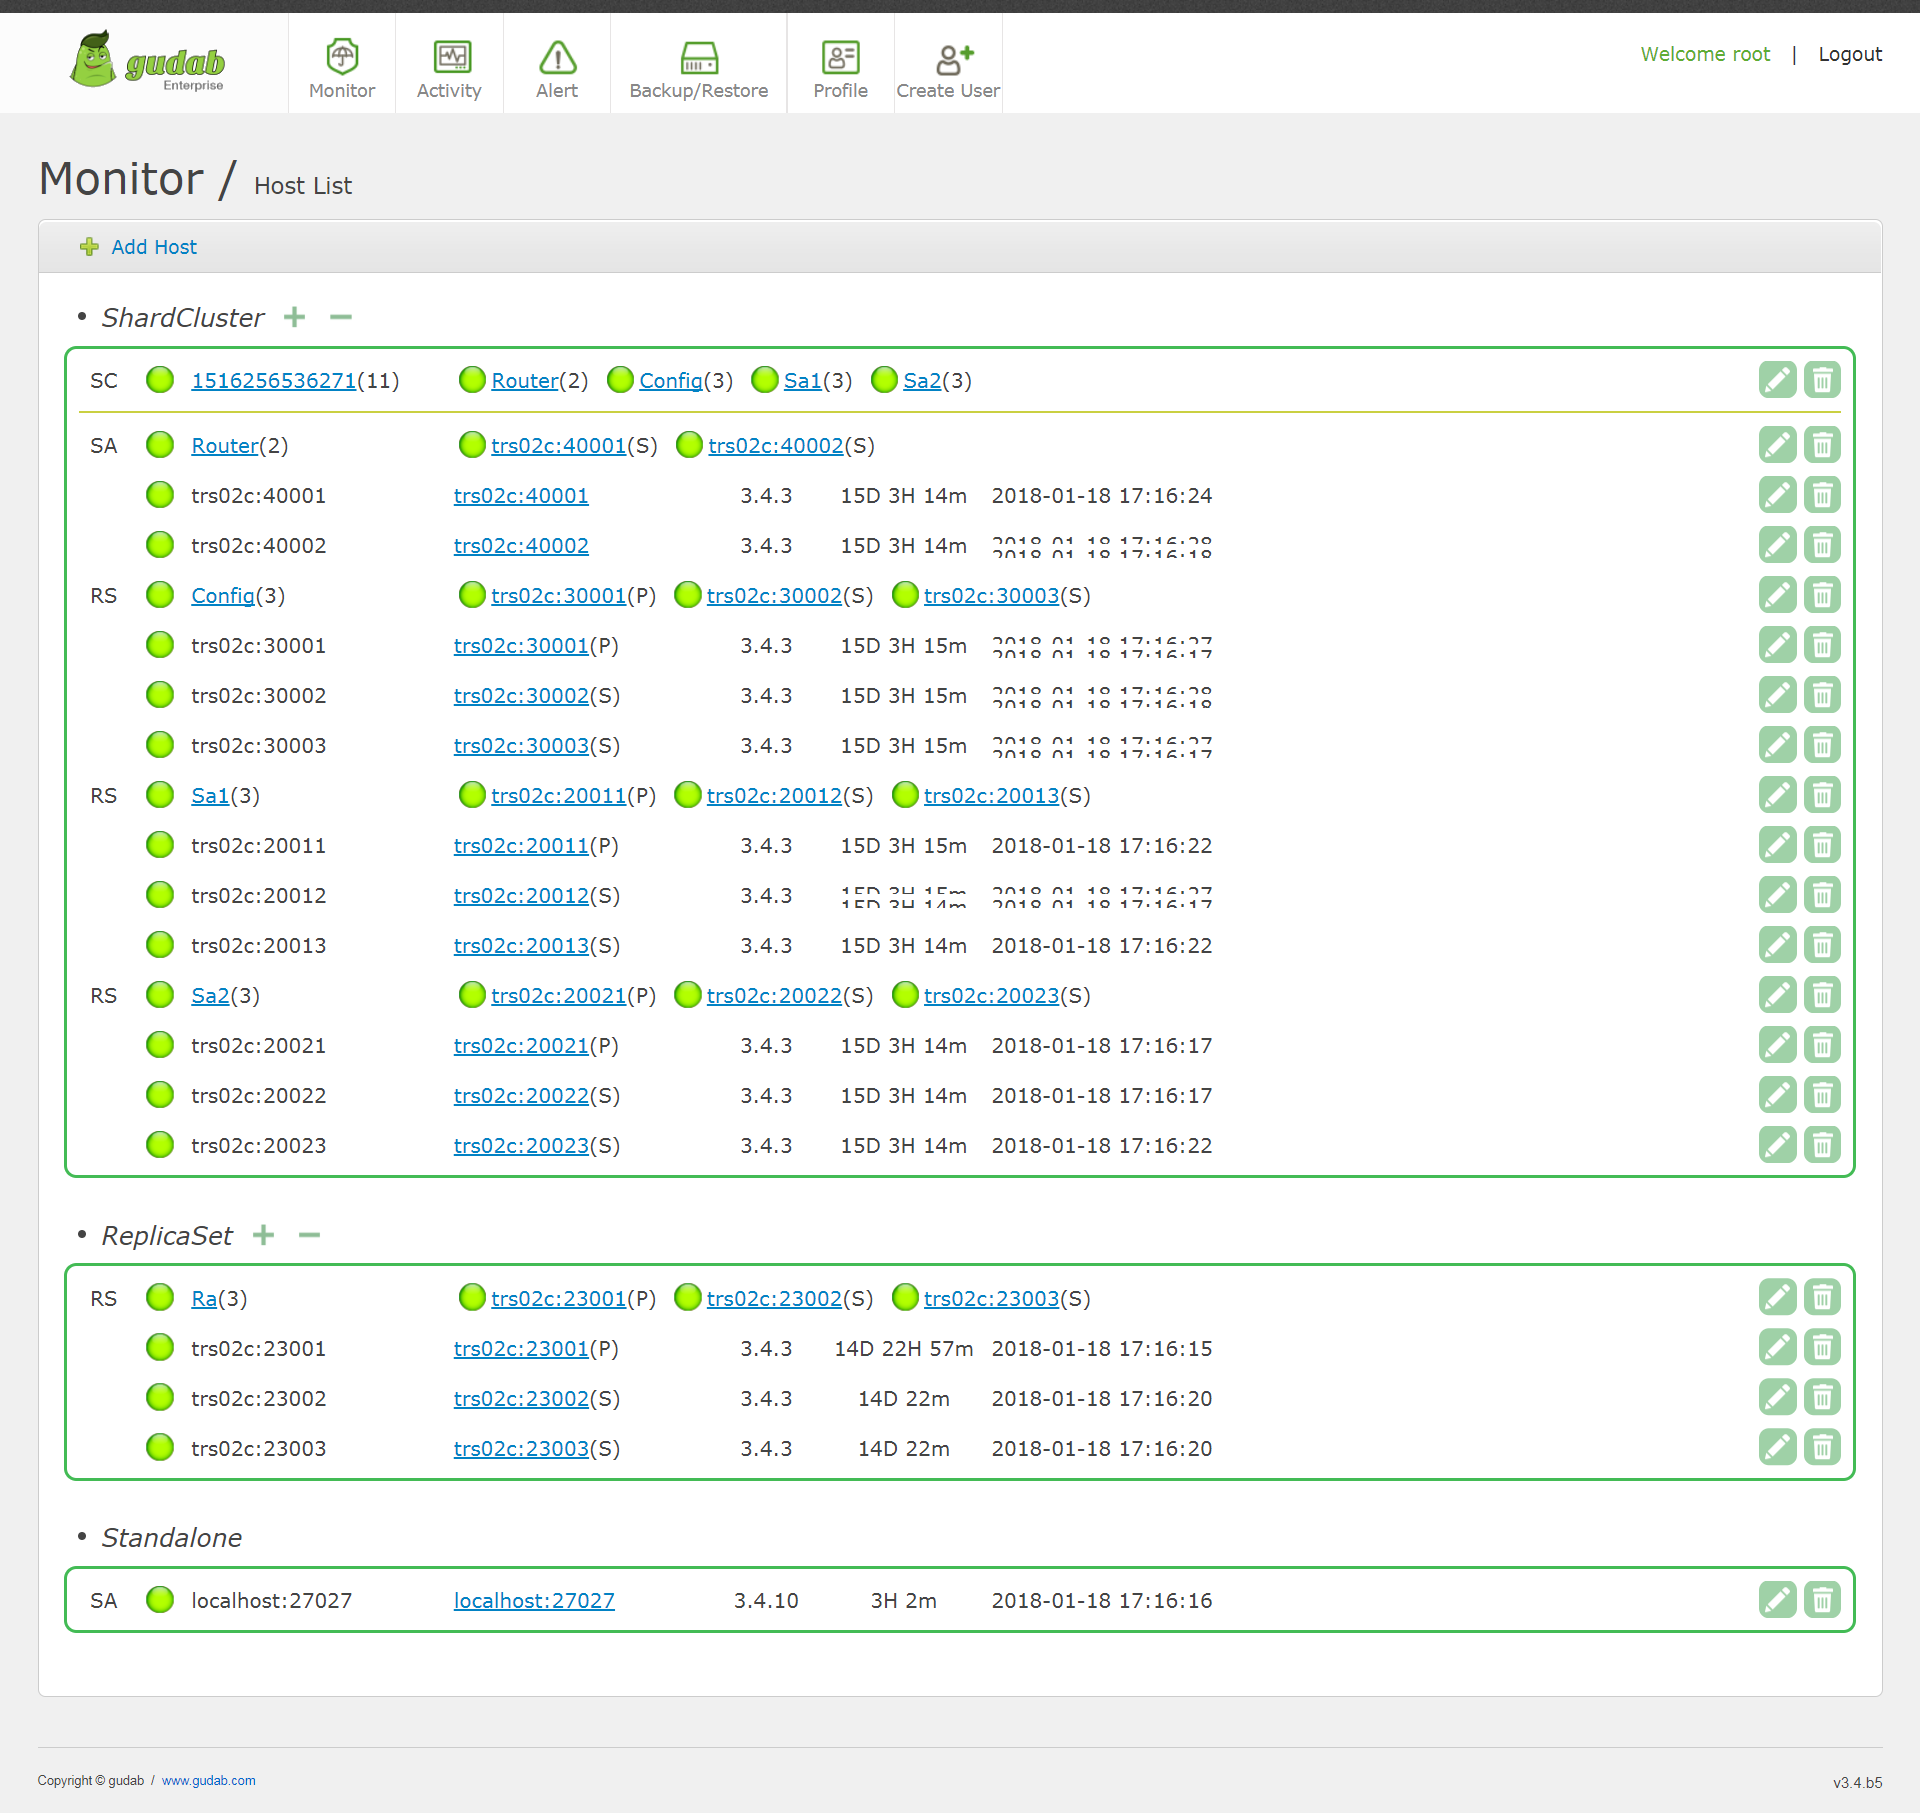 gudab
Enterprise
Monitor
Activity
Alert
Backup/Restore
Profile
Create User
Welcome root | Logout
Monitor / Host List
Add Host
• ShardCluster
SC 1516256536271(11) Router(2) Config(3) Sa1(3) Sa2(3)
SA Router(2) trs02c:40001(S) trs02c:40002(S)
trs02c:40001 trs02c:40001 3.4.3 15D 3H 14m 2018-01-18 17:16:24
trs02c:40002 trs02c:40002 3.4.3 15D 3H 14m
RS Config(3) trs02c:30001(P) trs02c:30002(S) trs02c:30003(S)
trs02c:30001 trs02c:30001(P) 3.4.3 15D 3H 15m
trs02c:30002 trs02c:30002(S) 3.4.3 15D 3H 15m
trs02c:30003 trs02c:30003(S) 3.4.3 15D 3H 15m
RS Sa1(3) trs02c:20011(P) trs02c:20012(S) trs02c:20013(S)
trs02c:20011 trs02c:20011(P) 3.4.3 15D 3H 15m 2018-01-18 17:16:22
trs02c:20012 trs02c:20012(S) 3.4.3
trs02c:20013 trs02c:20013(S) 3.4.3 15D 3H 14m 2018-01-18 17:16:22
RS Sa2(3) trs02c:20021(P) trs02c:20022(S) trs02c:20023(S)
trs02c:20021 trs02c:20021(P) 3.4.3 15D 3H 14m 2018-01-18 17:16:17
trs02c:20022 trs02c:20022(S) 3.4.3 15D 3H 14m 2018-01-18 17:16:17
trs02c:20023 trs02c:20023(S) 3.4.3 15D 3H 14m 2018-01-18 17:16:22
• ReplicaSet
RS Ra(3) trs02c:23001(P) trs02c:23002(S) trs02c:23003(S)
trs02c:23001 trs02c:23001(P) 3.4.3 14D 22H 57m 2018-01-18 17:16:15
trs02c:23002 trs02c:23002(S) 3.4.3 14D 22m 2018-01-18 17:16:20
trs02c:23003 trs02c:23003(S) 3.4.3 14D 22m 2018-01-18 17:16:20
• Standalone
SA localhost:27027 localhost:27027 3.4.10 3H 2m 2018-01-18 17:16:16
Copyright © gudab / www.gudab.com
v3.4.b5